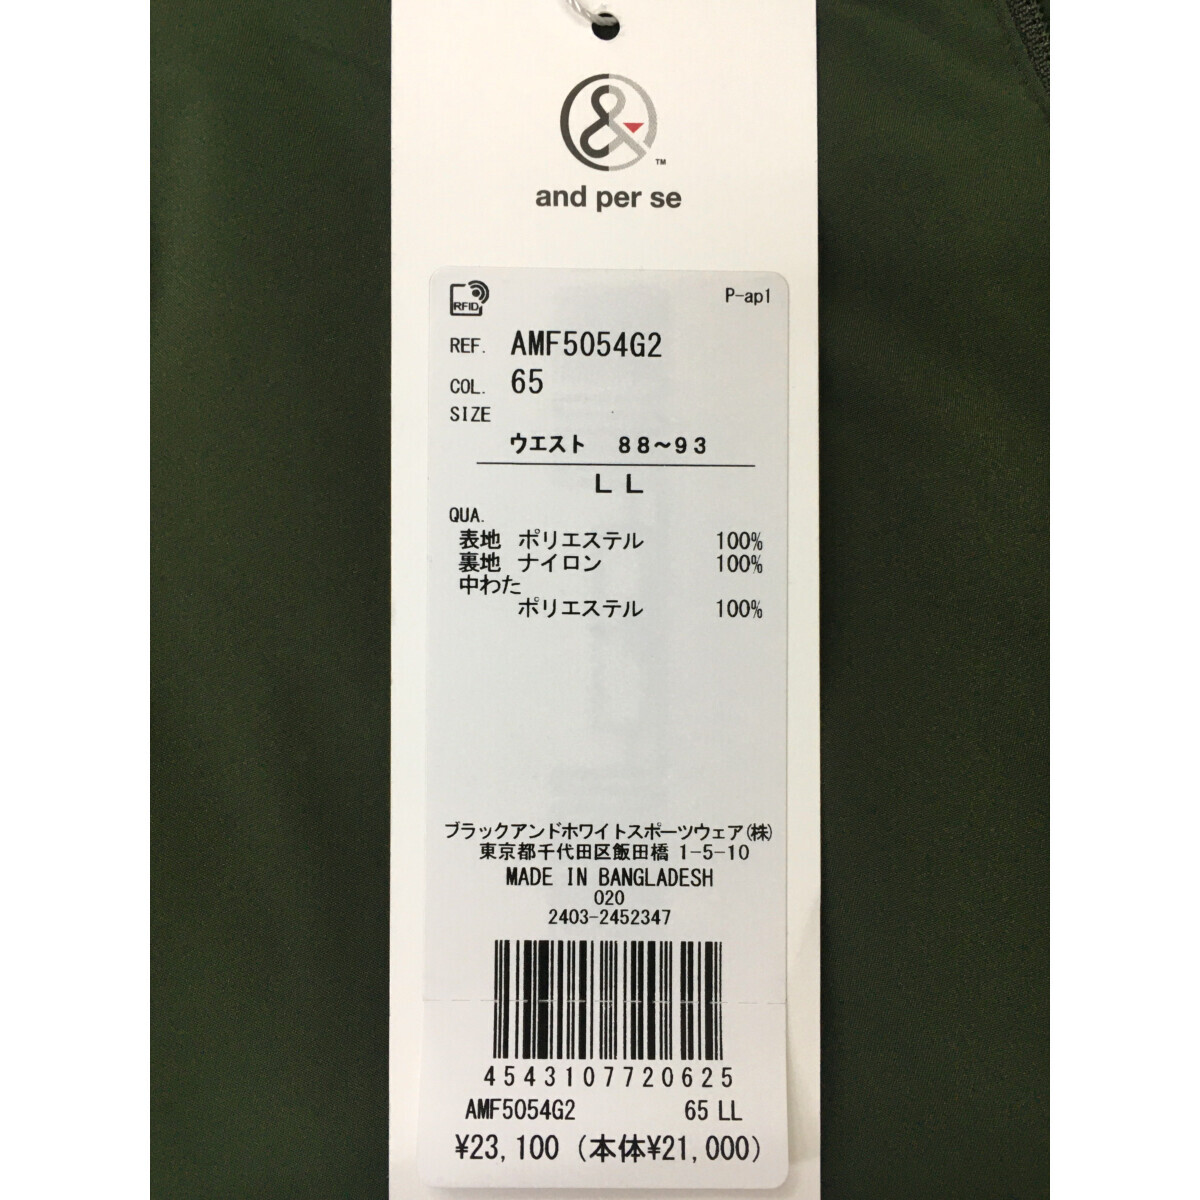 &
TM
and per se
RFID
P-ap1
REF. AMF5054G2
COL. 65
SIZE
ウエスト 88～93
LL
QUA.
表地 ポリエステル 100%
裏地 ナイロン 100%
中わた
ポリエステル 100%
ブラックアンドホワイトスポーツウェア(株)
東京都千代田区飯田橋 1-5-10
MADE IN BANGLADESH
020
2403-2452347
4543107720625
AMF5054G2 65 LL
¥23,100 (本体¥21,000)